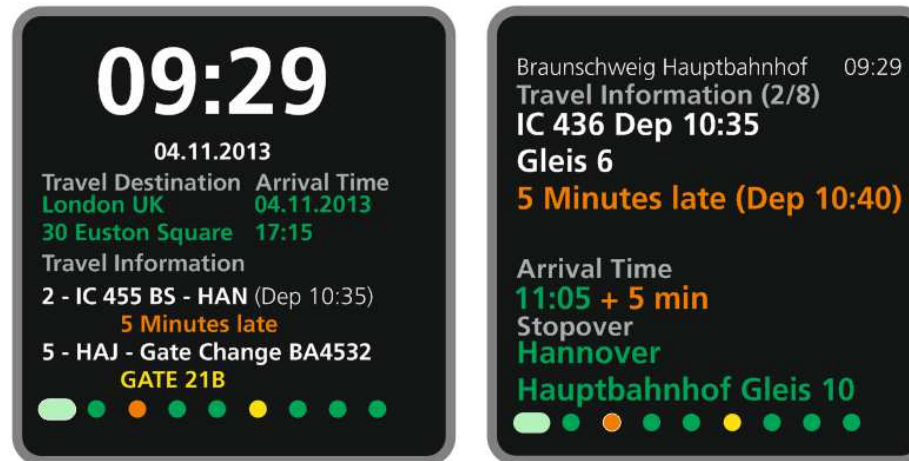 09:29
04.11.2013
Travel Destination Arrival Time
London UK 04.11.2013
30 Euston Square 17:15
Travel Information
2 - IC 455 BS - HAN (Dep 10:35)
5 Minutes late
5 - HAJ - Gate Change BA4532
GATE 21B
Braunschweig Hauptbahnhof 09:29
Travel Information (2/8)
IC 436 Dep 10:35
Gleis 6
5 Minutes late (Dep 10:40)
Arrival Time
11:05 + 5 min
Stopover
Hannover
Hauptbahnhof Gleis 10